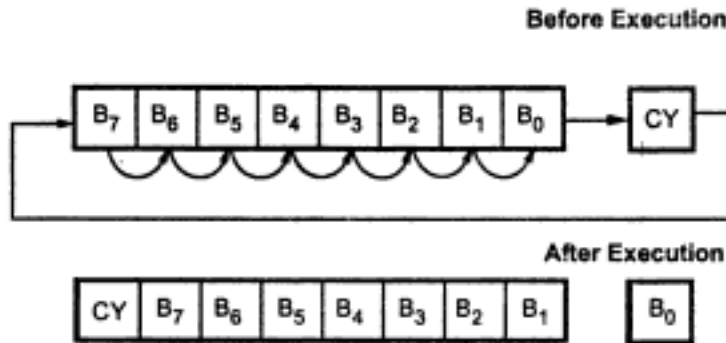 Before Execution
B₇ B₆ B₅ B₄ B₃ B₂ B₁ B₀ CY
After Execution
CY B₇ B₆ B₅ B₄ B₃ B₂ B₁ B₀